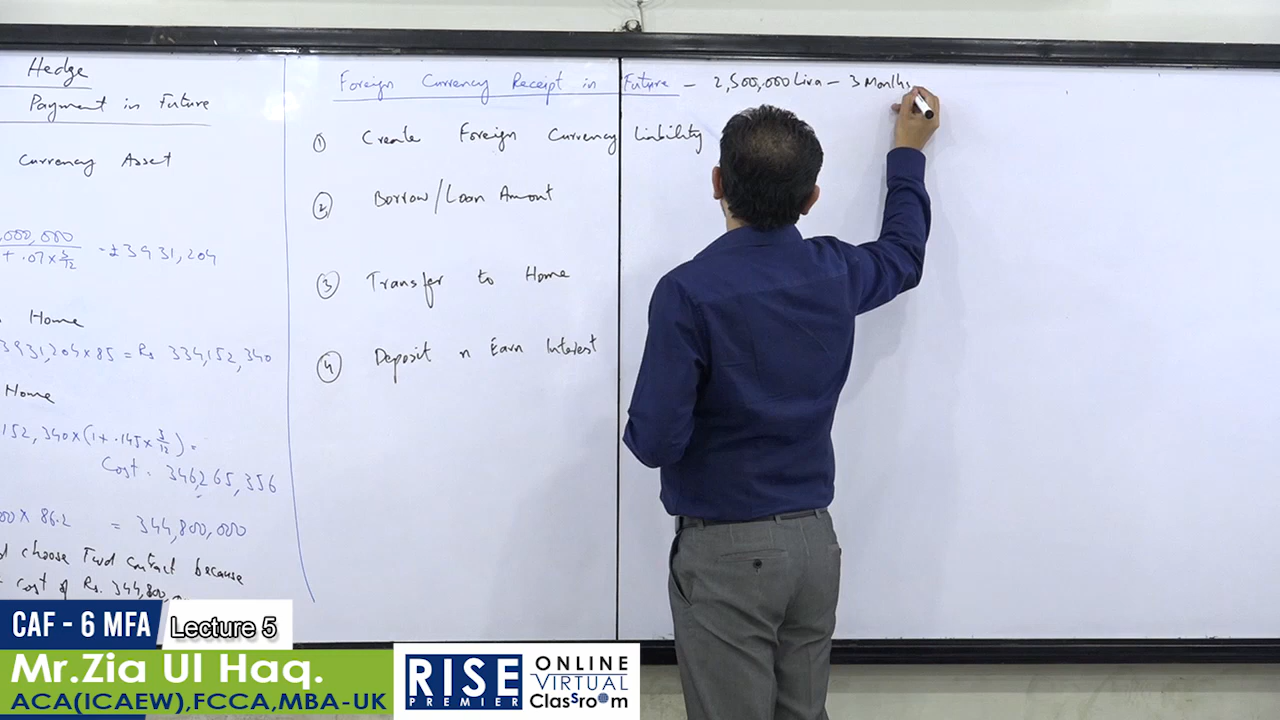 Hedge
Payment in Future
Currency Asset
,000,000
+ .07 × 3/12
= £3931,204
Home
3931,204 × 85 = Rs 334,152,340
Home
152,340 × (1 + .145 × 3/12) =
Cost . 346,265,356
000 × 86.2 = 344,800,000
choose Fwd contract because
cost of Rs. 344,800,
Foreign Currency Receipt in Future - 2,500,000 Lira - 3 Months
① Create Foreign Currency Liability
② Borrow/Loan Amount
③ Transfer to Home
④ Deposit n Earn Interest
CAF - 6 MFA Lecture 5
Mr.Zia Ul Haq.
ACA(ICAEW),FCCA,MBA-UK
RISE
PREMIER
ONLINE
VIRTUAL
Classroom